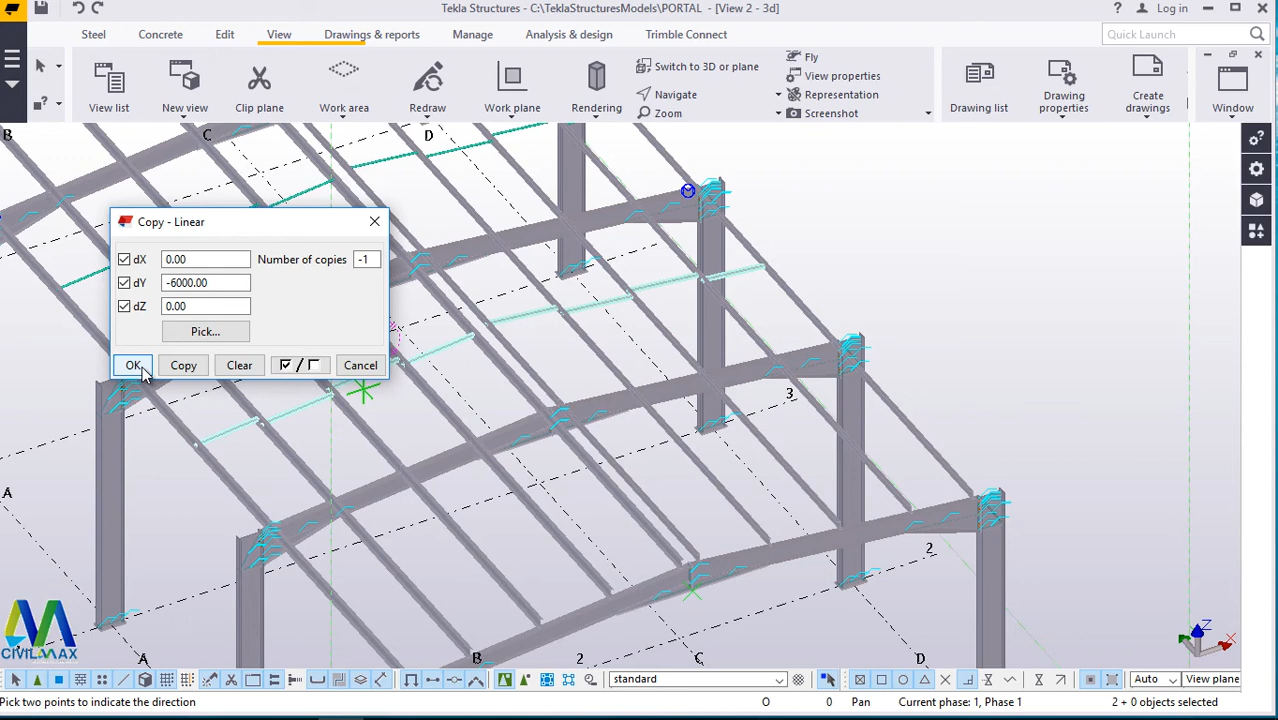 Tekla Structures - C:\TeklaStructuresModels\PORTAL - [View 2 - 3d]
Log in
Steel Concrete Edit View Drawings & reports Manage Analysis & design Trimble Connect Quick Launch
View list New view Clip plane Work area Redraw Work plane Rendering
Switch to 3D or plane
Navigate
Zoom
Fly
View properties
Representation
Screenshot
Drawing list Drawing properties Create drawings Window
B C D
Copy - Linear
dX 0.00 Number of copies -1
dY -6000.00
dZ 0.00
Pick...
OK Copy Clear / Cancel
3
A
2
A B 2 C D
CIVILMAX
Z
X
standard Auto View plane
Pick two points to indicate the direction O 0 Pan Current phase: 1, Phase 1 2 + 0 objects selected